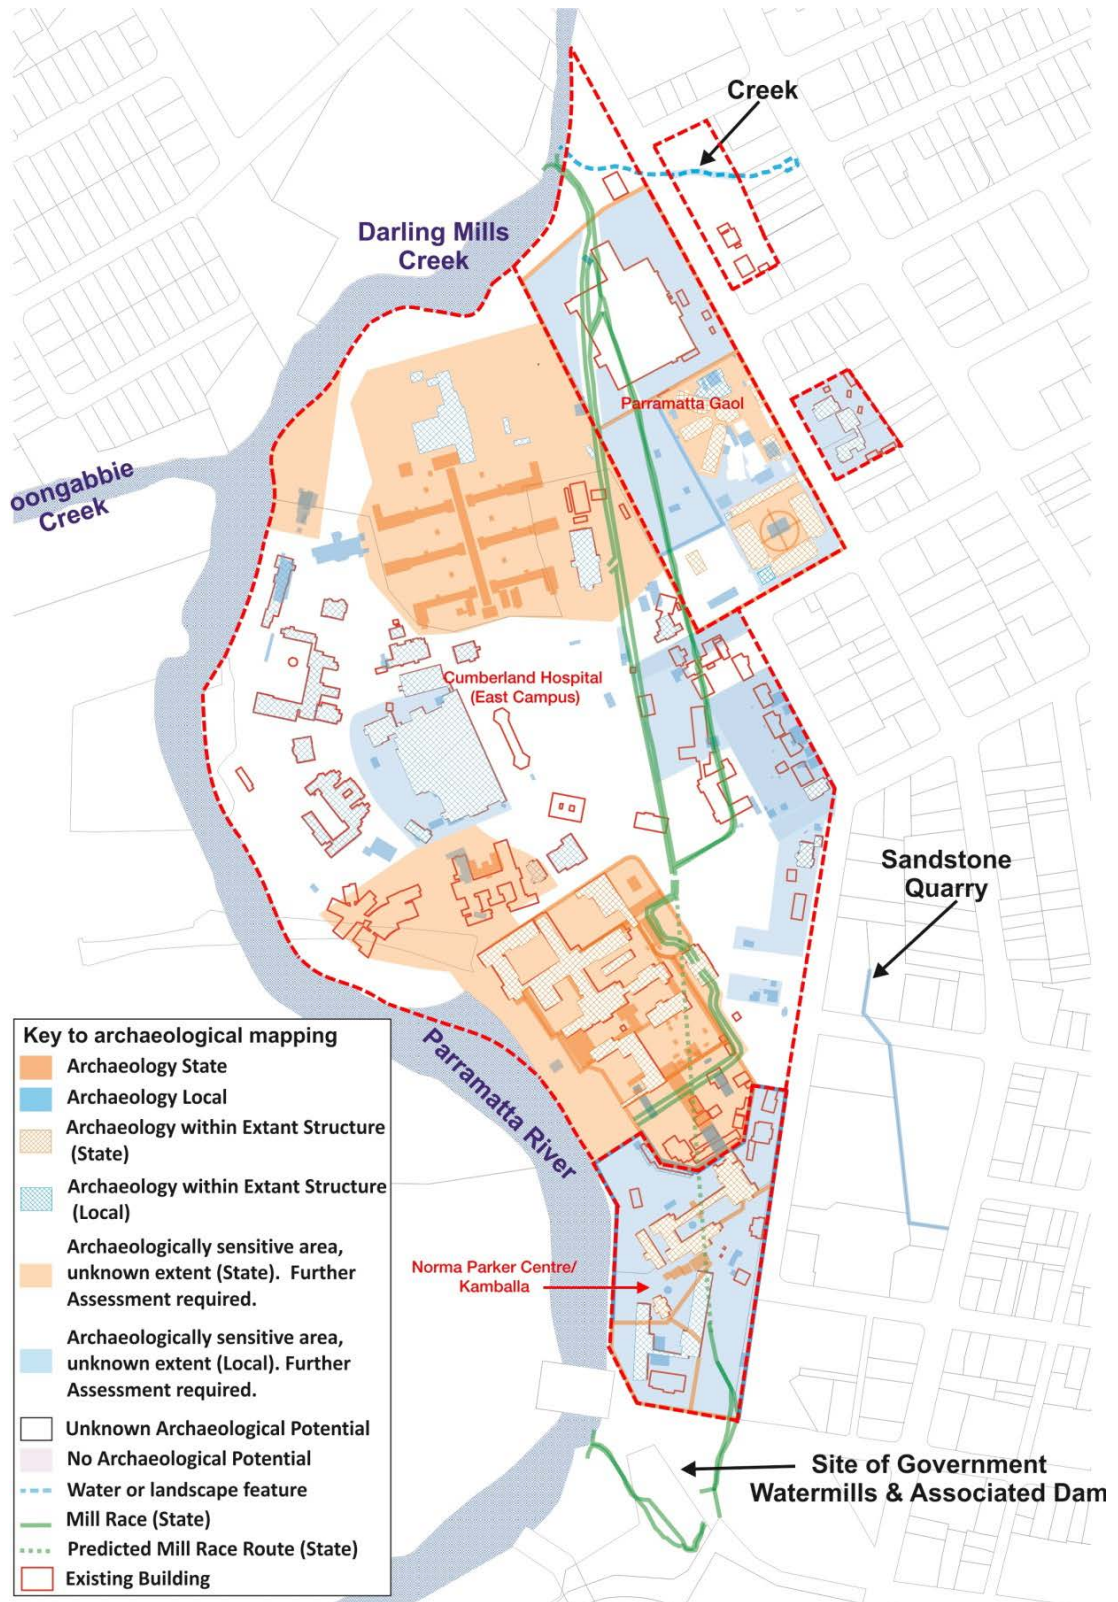 Creek
Darling Mills
Creek
Parramatta Gaol
oongabbie
Creek
Cumberland Hospital
(East Campus)
Sandstone
Quarry
Parramatta River
Norma Parker Centre/
Kamballa
Site of Government
Watermills & Associated Dam
Key to archaeological mapping
Archaeology State
Archaeology Local
Archaeology within Extant Structure
(State)
Archaeology within Extant Structure
(Local)
Archaeologically sensitive area,
unknown extent (State). Further
Assessment required.
Archaeologically sensitive area,
unknown extent (Local). Further
Assessment required.
Unknown Archaeological Potential
No Archaeological Potential
Water or landscape feature
Mill Race (State)
Predicted Mill Race Route (State)
Existing Building